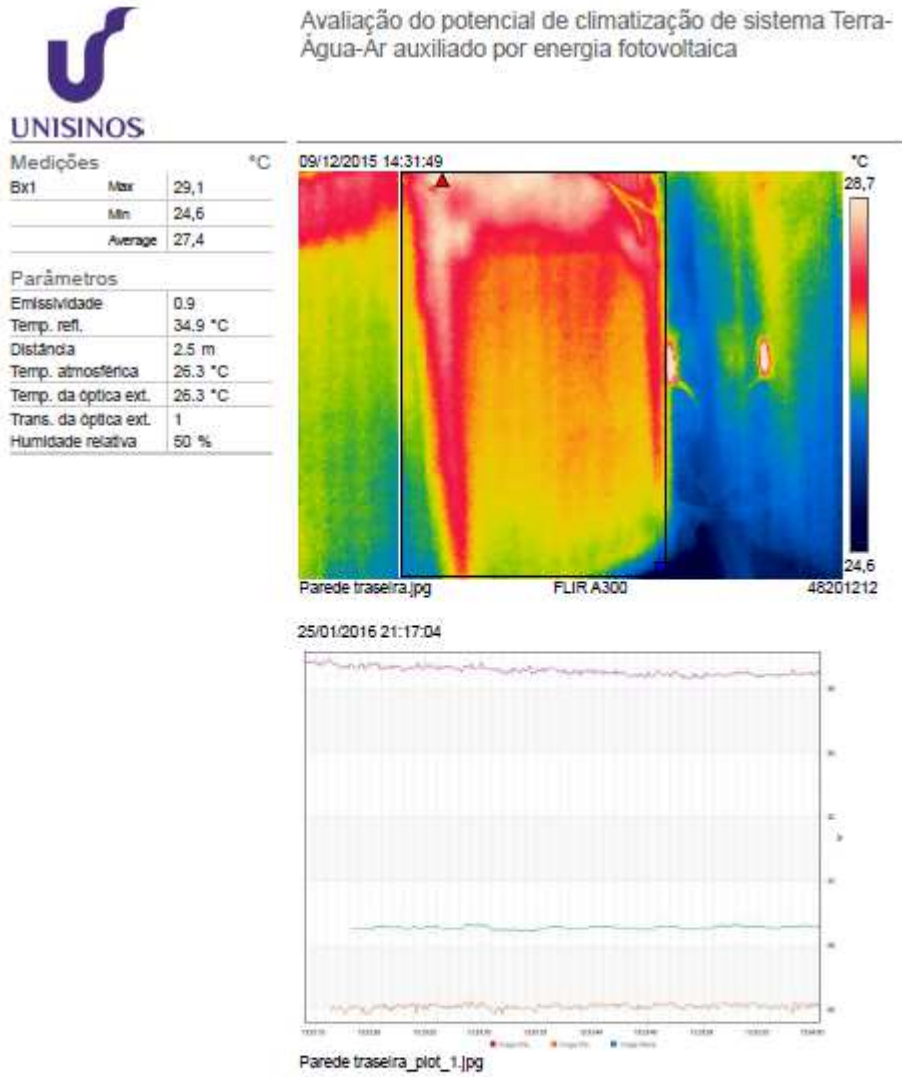 Avaliação do potencial de climatização de sistema Terra-
Água-Ar auxiliado por energia fotovoltaica
UNISINOS
Medições °C
Bx1 Max 29,1
Min 24,6
Average 27,4
Parâmetros
Emissividade 0.9
Temp. refl. 34.9 °C
Distância 2.5 m
Temp. atmosférica 26.3 °C
Temp. da óptica ext. 26.3 °C
Trans. da óptica ext. 1
Humidade relativa 50 %
09/12/2015 14:31:49 °C
28,7
24,6
Parede traseira.jpg FLIR A300 48201212
25/01/2016 21:17:04
Parede traseira_plot_1.jpg